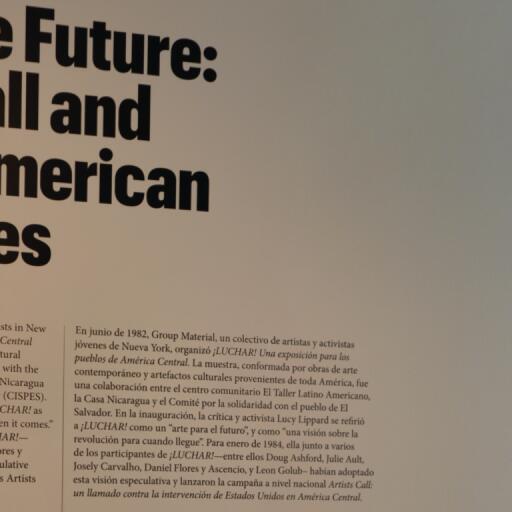 e Future:
all and
merican
es
sts in New
Central
tural
with the
Nicaragua
(CISPES).
CHAR! as
en it comes."
HAR!—
res y
ulative
s Artists
En junio de 1982, Group Material, un colectivo de artistas y activistas
jóvenes de Nueva York, organizó ¡LUCHAR! Una exposición para los
pueblos de América Central. La muestra, conformada por obras de arte
contemporáneo y artefactos culturales provenientes de toda América, fue
una colaboración entre el centro comunitario El Taller Latino Americano,
la Casa Nicaragua y el Comité por la solidaridad con el pueblo de El
Salvador. En la inauguración, la crítica y activista Lucy Lippard se refirió
a ¡LUCHAR! como un "arte para el futuro", y como "una visión sobre la
revolución para cuando llegue". Para enero de 1984, ella junto a varios
de los participantes de ¡LUCHAR!—entre ellos Doug Ashford, Julie Ault,
Josely Carvalho, Daniel Flores y Ascencio, y Leon Golub– habían adoptado
esta visión especulativa y lanzaron la campaña a nivel nacional Artists Call:
un llamado contra la intervención de Estados Unidos en América Central.